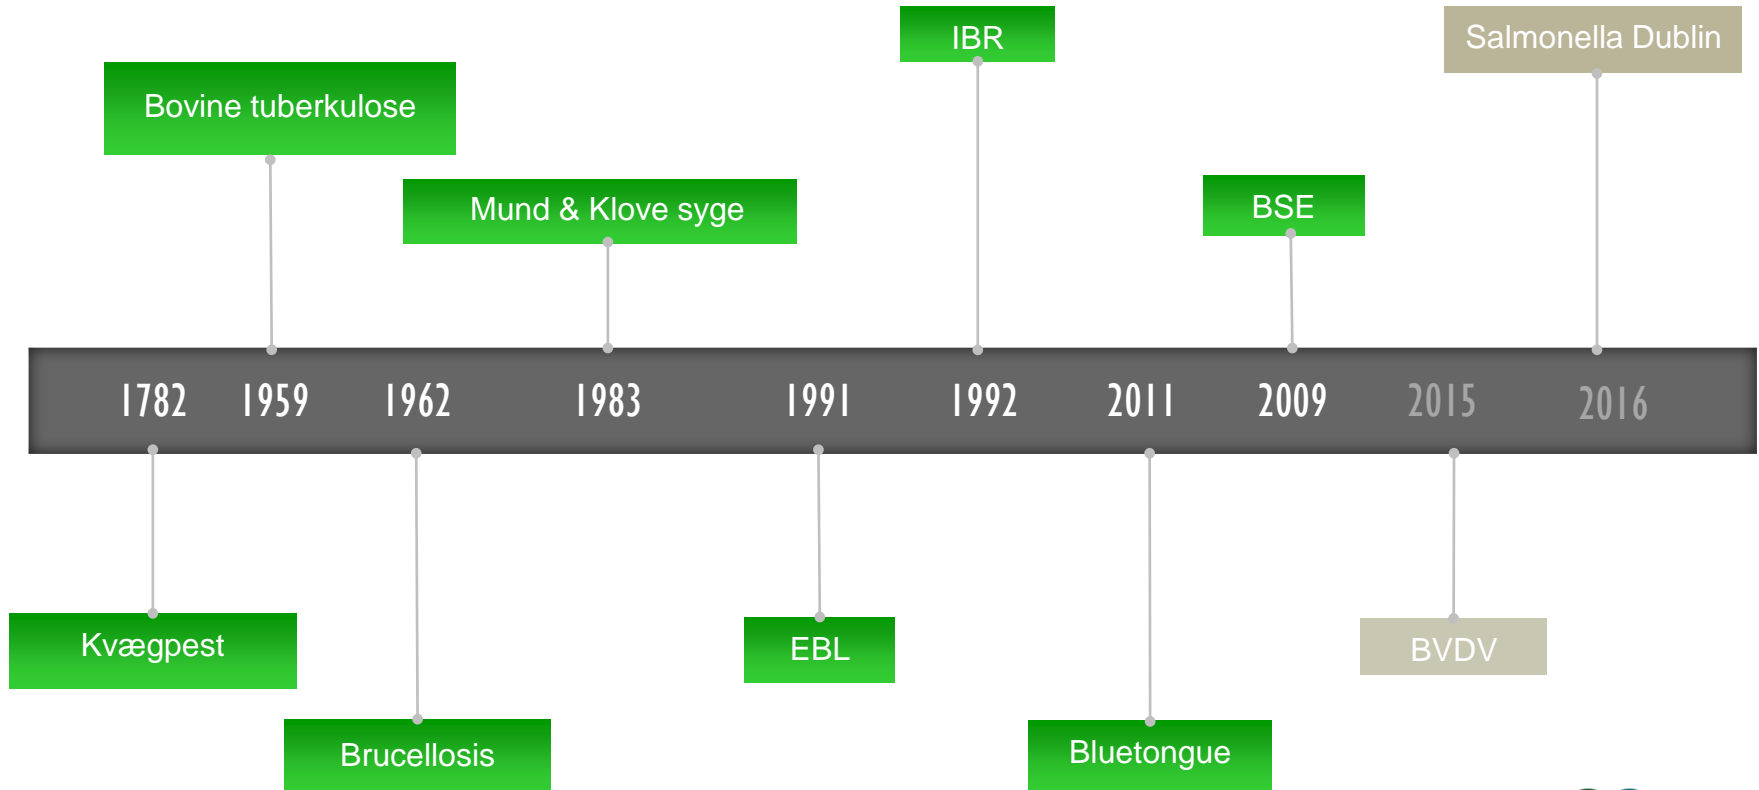 IBR
Salmonella Dublin
Bovine tuberkulose
Mund & Klove syge
BSE
1782 1959 1962 1983 1991 1992 2011 2009 2015 2016
Kvægpest
EBL
BVDV
Brucellosis
Bluetongue